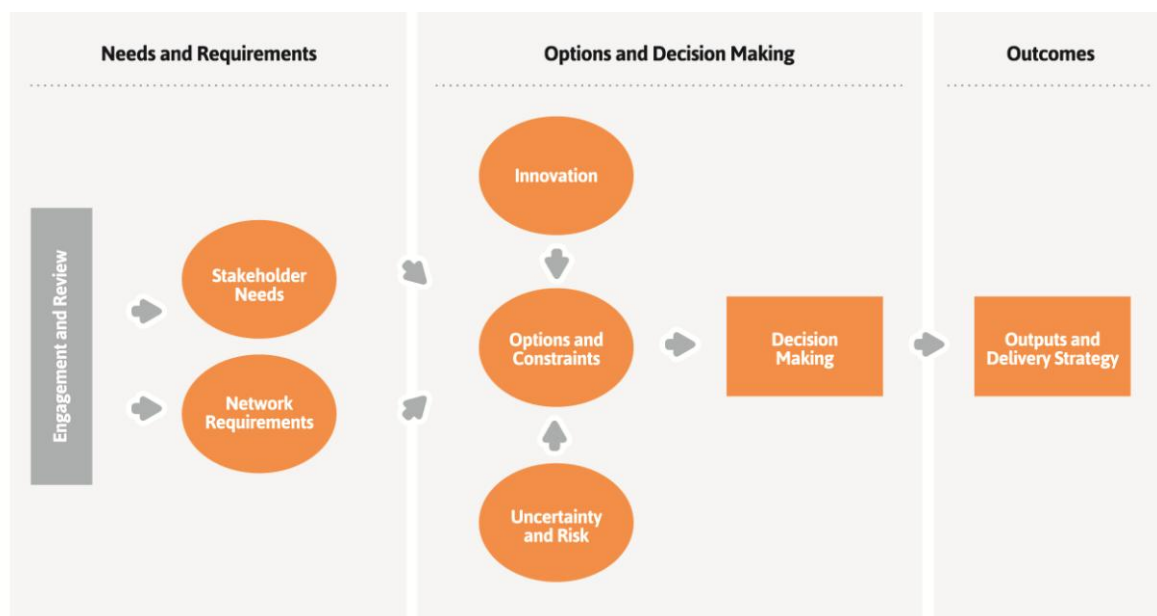 Needs and Requirements
Options and Decision Making
Outcomes
Engagement and Review
Stakeholder
Needs
Network
Requirements
Innovation
Options and
Constraints
Uncertainty
and Risk
Decision
Making
Outputs and
Delivery Strategy